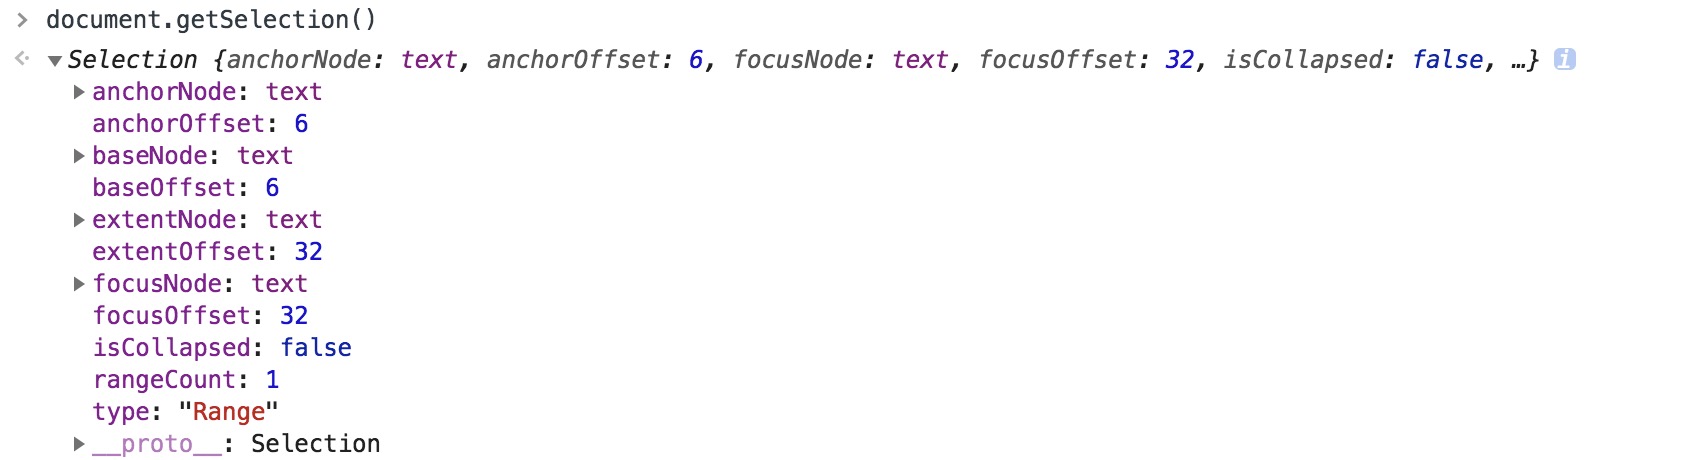 document.getSelection()
Selection {anchorNode: text, anchorOffset: 6, focusNode: text, focusOffset: 32, isCollapsed: false, …} i
anchorNode: text
anchorOffset: 6
baseNode: text
baseOffset: 6
extentNode: text
extentOffset: 32
focusNode: text
focusOffset: 32
isCollapsed: false
rangeCount: 1
type: "Range"
__proto__: Selection